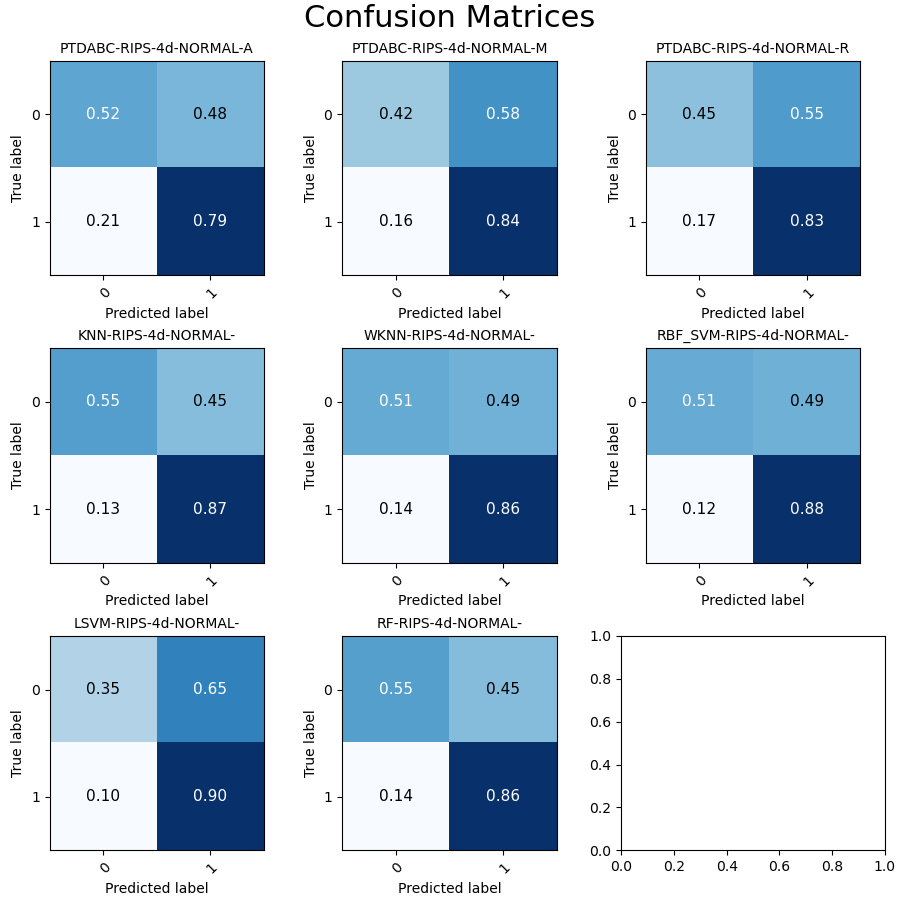 Confusion Matrices
PTDABC-RIPS-4d-NORMAL-A
PTDABC-RIPS-4d-NORMAL-M
PTDABC-RIPS-4d-NORMAL-R
True label
0
0.52
0.48
1
0.21
0.79
0
1
Predicted label
True label
0
0.42
0.58
1
0.16
0.84
0
1
Predicted label
True label
0
0.45
0.55
1
0.17
0.83
0
1
Predicted label
KNN-RIPS-4d-NORMAL-
WKNN-RIPS-4d-NORMAL-
RBF_SVM-RIPS-4d-NORMAL-
True label
0
0.55
0.45
1
0.13
0.87
0
1
Predicted label
True label
0
0.51
0.49
1
0.14
0.86
0
1
Predicted label
True label
0
0.51
0.49
1
0.12
0.88
0
1
Predicted label
LSVM-RIPS-4d-NORMAL-
RF-RIPS-4d-NORMAL-
True label
0
0.35
0.65
1
0.10
0.90
0
1
Predicted label
True label
0
0.55
0.45
1
0.14
0.86
0
1
Predicted label
1.0
0.8
0.6
0.4
0.2
0.0
0.0 0.2 0.4 0.6 0.8 1.0